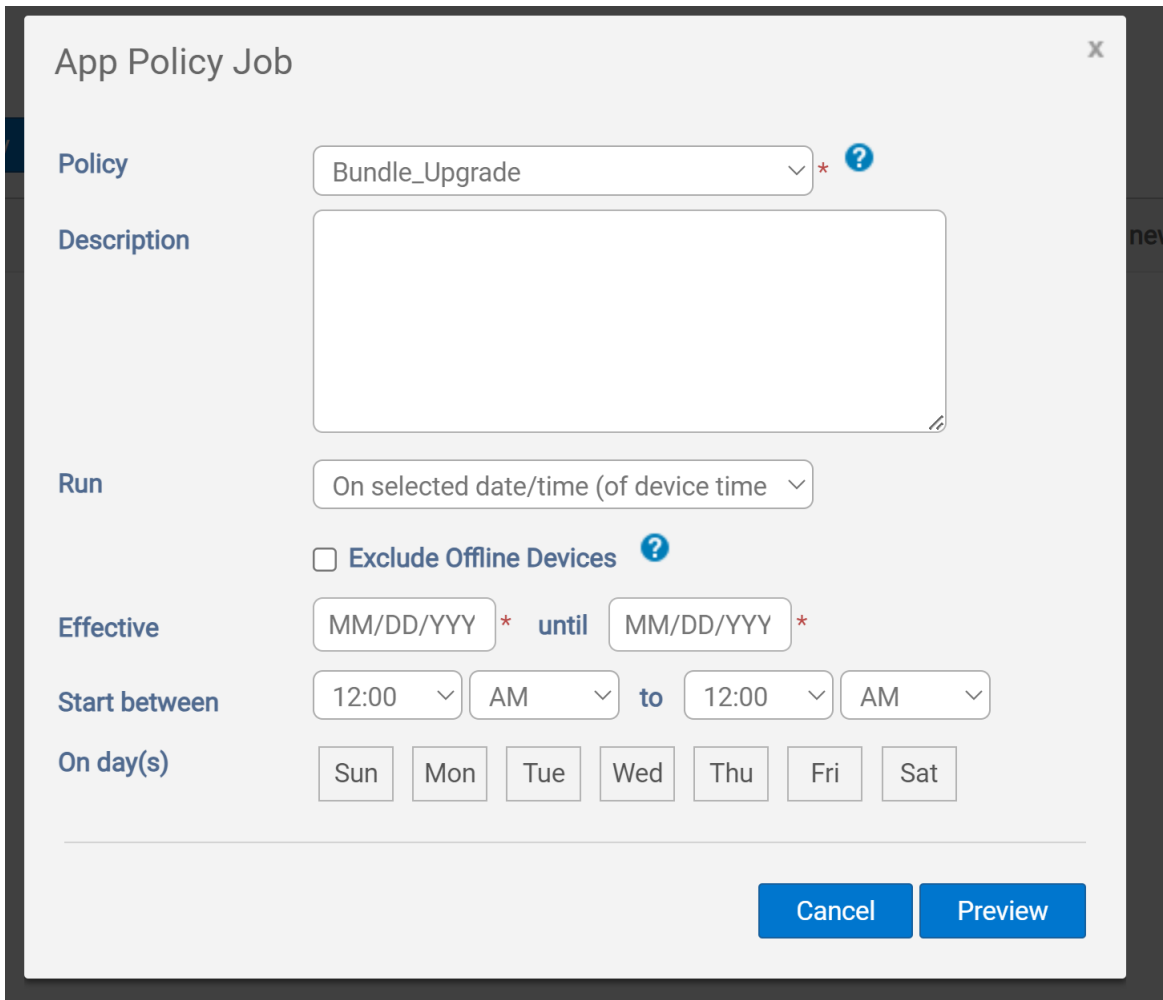 App Policy Job x
Policy Bundle_Upgrade * ?
Description
new
Run On selected date/time (of device time
Exclude Offline Devices ?
Effective MM/DD/YYY * until MM/DD/YYY *
Start between 12:00 AM to 12:00 AM
On day(s) Sun Mon Tue Wed Thu Fri Sat
Cancel Preview